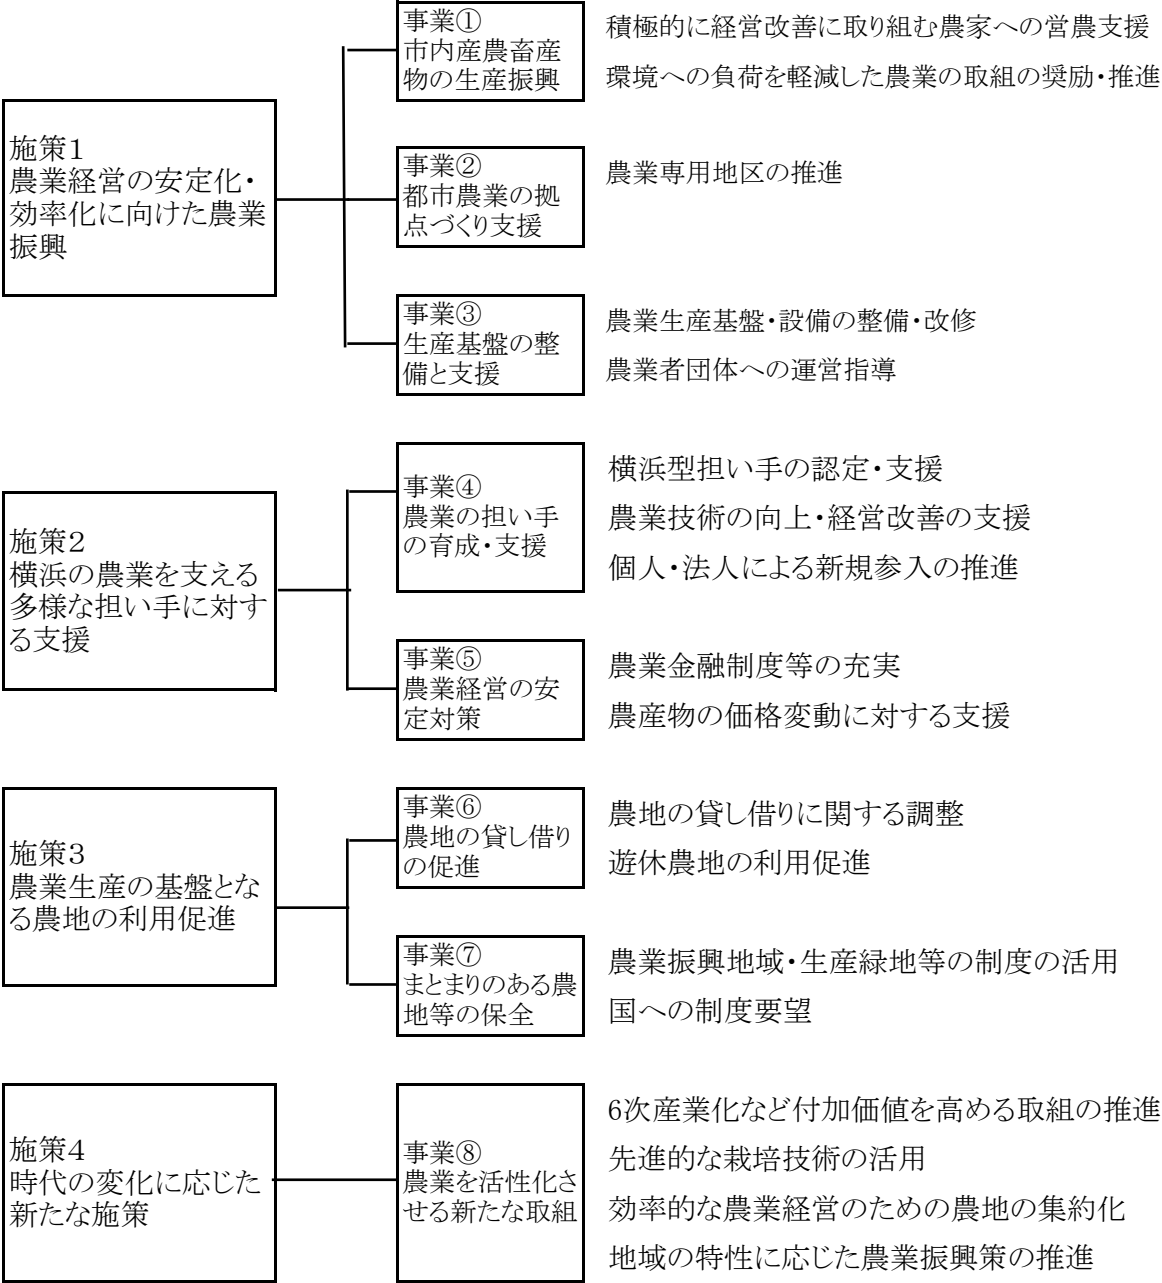 施策1
農業経営の安定化・
効率化に向けた農業
振興
事業①
市内産農畜産
物の生産振興
積極的に経営改善に取り組む農家への営農支援
環境への負荷を軽減した農業の取組の奨励・推進
事業②
都市農業の拠
点づくり支援
農業専用地区の推進
事業③
生産基盤の整
備と支援
農業生産基盤・設備の整備・改修
農業者団体への運営指導
施策2
横浜の農業を支える
多様な担い手に対す
る支援
事業④
農業の担い手
の育成・支援
横浜型担い手の認定・支援
農業技術の向上・経営改善の支援
個人・法人による新規参入の推進
事業⑤
農業経営の安
定対策
農業金融制度等の充実
農産物の価格変動に対する支援
施策3
農業生産の基盤とな
る農地の利用促進
事業⑥
農地の貸し借り
の促進
農地の貸し借りに関する調整
遊休農地の利用促進
事業⑦
まとまりのある農
地等の保全
農業振興地域・生産緑地等の制度の活用
国への制度要望
施策4
時代の変化に応じた
新たな施策
事業⑧
農業を活性化さ
せる新たな取組
6次産業化など付加価値を高める取組の推進
先進的な栽培技術の活用
効率的な農業経営のための農地の集約化
地域の特性に応じた農業振興策の推進